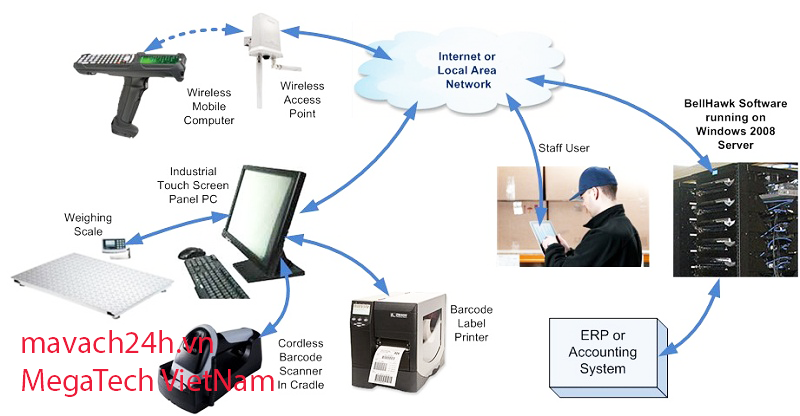 Internet or
Local Area
Network
Wireless
Mobile
Computer
Wireless
Access
Point
BellHawk Software
running on
Windows 2008
Server
Staff User
Industrial
Touch Screen
Panel PC
Weighing
Scale
Barcode
Label
Printer
Cordless
Barcode
Scanner
In Cradle
ERP or
Accounting
System
mavach24h.vn
MegaTech VietNam